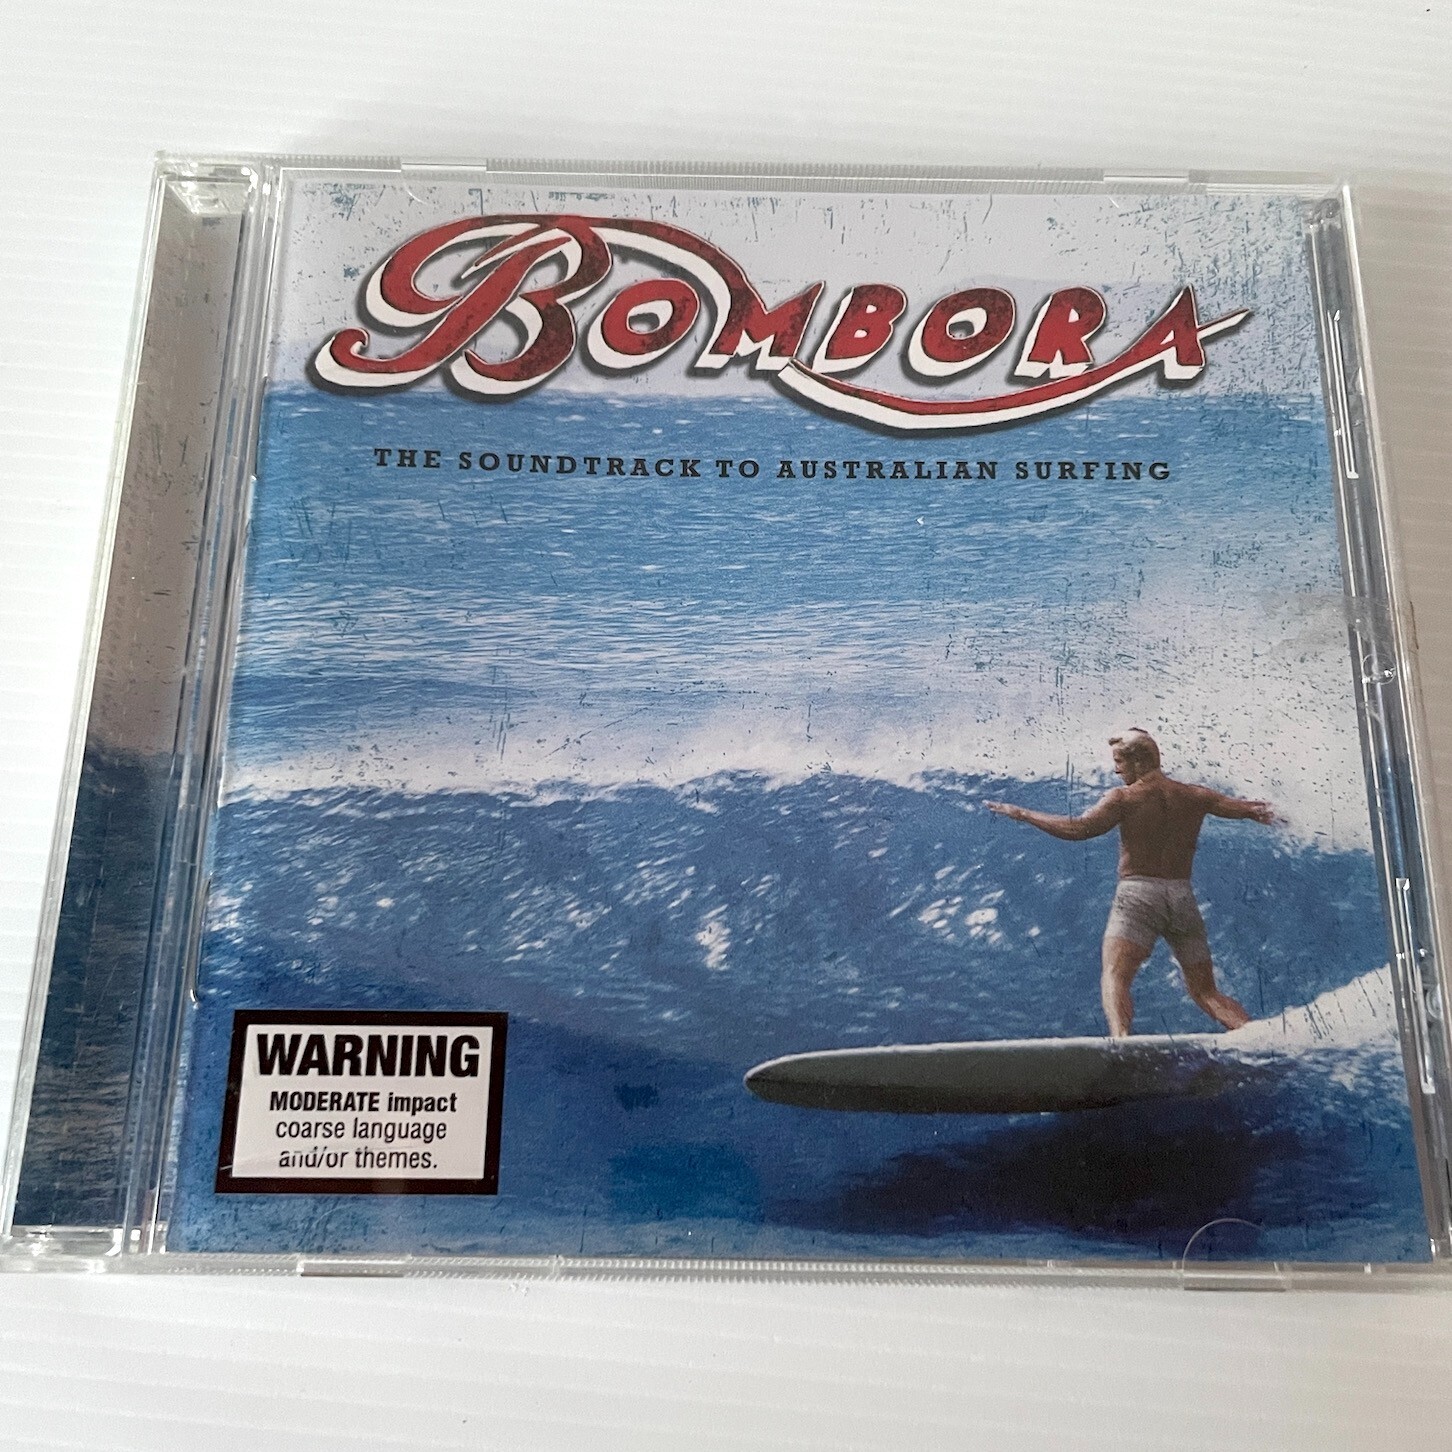 BOMBORA
THE SOUNDTRACK TO AUSTRALIAN SURFING
WARNING
MODERATE impact
coarse language
and/or themes.